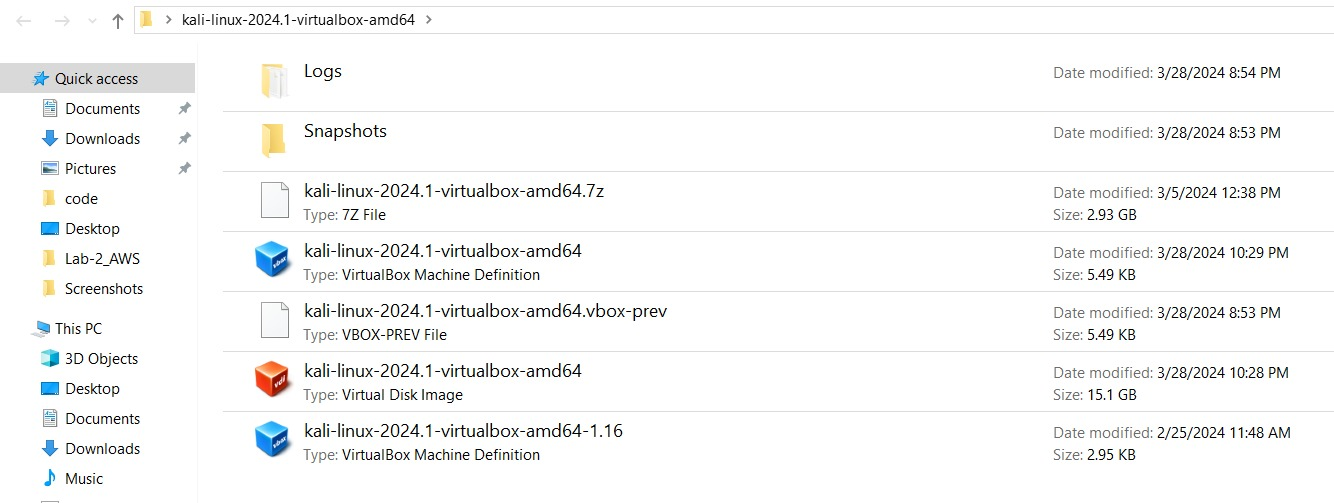 kali-linux-2024.1-virtualbox-amd64
Quick access
Documents
Downloads
Pictures
code
Desktop
Lab-2_AWS
Screenshots
This PC
3D Objects
Desktop
Documents
Downloads
Music
Logs
Date modified: 3/28/2024 8:54 PM
Snapshots
Date modified: 3/28/2024 8:53 PM
kali-linux-2024.1-virtualbox-amd64.7z
Date modified: 3/5/2024 12:38 PM
Type: 7Z File
Size: 2.93 GB
kali-linux-2024.1-virtualbox-amd64
Date modified: 3/28/2024 10:29 PM
Type: VirtualBox Machine Definition
Size: 5.49 KB
kali-linux-2024.1-virtualbox-amd64.vbox-prev
Date modified: 3/28/2024 8:53 PM
Type: VBOX-PREV File
Size: 5.49 KB
kali-linux-2024.1-virtualbox-amd64
Date modified: 3/28/2024 10:28 PM
Type: Virtual Disk Image
Size: 15.1 GB
kali-linux-2024.1-virtualbox-amd64-1.16
Date modified: 2/25/2024 11:48 AM
Type: VirtualBox Machine Definition
Size: 2.95 KB
vbox
vdi
vbox